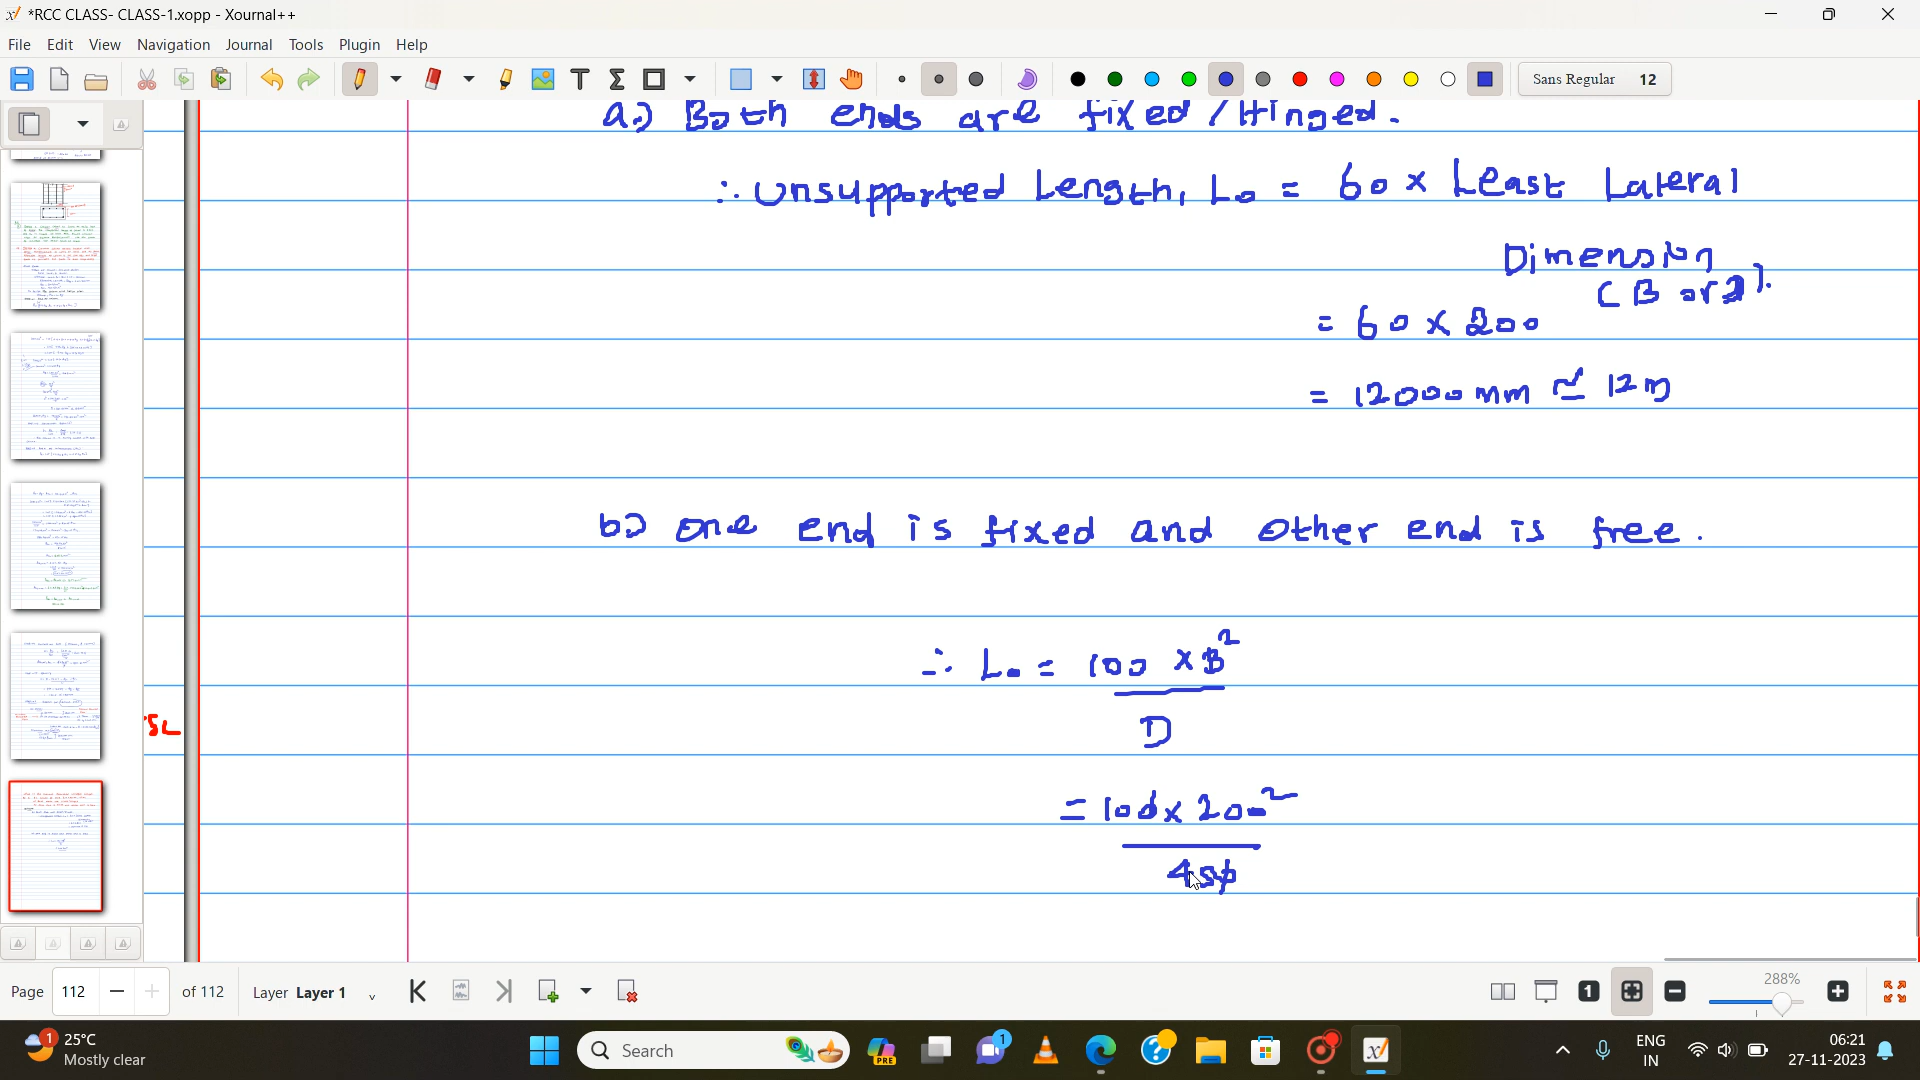 *RCC CLASS- CLASS-1.xopp - Xournal++
File Edit View Navigation Journal Tools Plugin Help
Sans Regular 12
a.) Both ends are fixed / Hinged.
∴ Unsupported Length, Lo = 60 x Least Lateral
Dimension
( B or D ).
= 60 x 200
= 12000 mm ≃ 12 m
b.) one end is fixed and other end is free.
∴ Lo = 100 x B²
D
SL
= 100 x 200²
450
Page 112 of 112 Layer Layer 1 288%
25°C
Mostly clear
Search
PRE
ENG
IN
06:21
27-11-2023